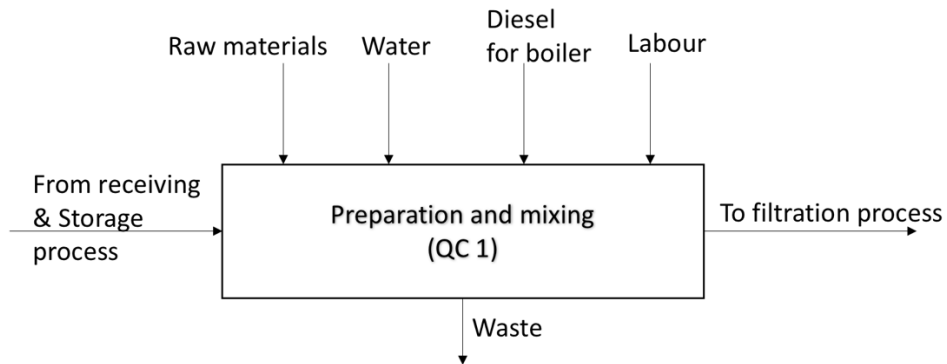 Raw materials
Water
Diesel
for boiler
Labour
From receiving
& Storage
process
Preparation and mixing
(QC 1)
To filtration process
Waste